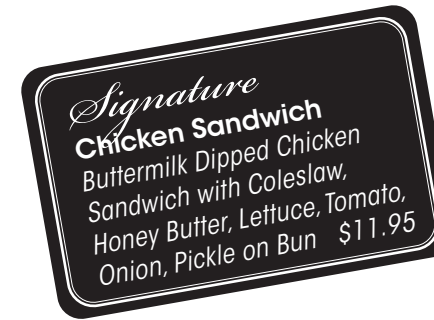 Signature
Chicken Sandwich
Buttermilk Dipped Chicken
Sandwich with Coleslaw,
Honey Butter, Lettuce, Tomato,
Onion, Pickle on Bun $11.95